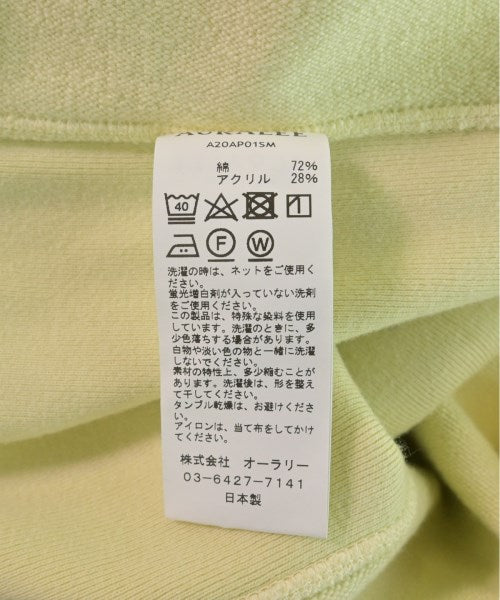 AURALEE
A20AP01SM
綿 72%
アクリル 28%
40
F W
洗濯の時は、ネットをご使用く
ださい。
蛍光増白剤が入っていない洗剤
をご使用ください。
この製品は、特殊な染料を使用
しています。洗濯のときに、多
少色落ちする場合があります。
白物や淡い色の物と一緒に洗濯
しないでください。
素材の特性上、多少縮むことが
あります。洗濯後は、形を整え
て干してください。
タンブル乾燥は、お避けくださ
い。
アイロンは、当て布をしてかけ
てください。
株式会社 オーラリー
03-6427-7141
日本製